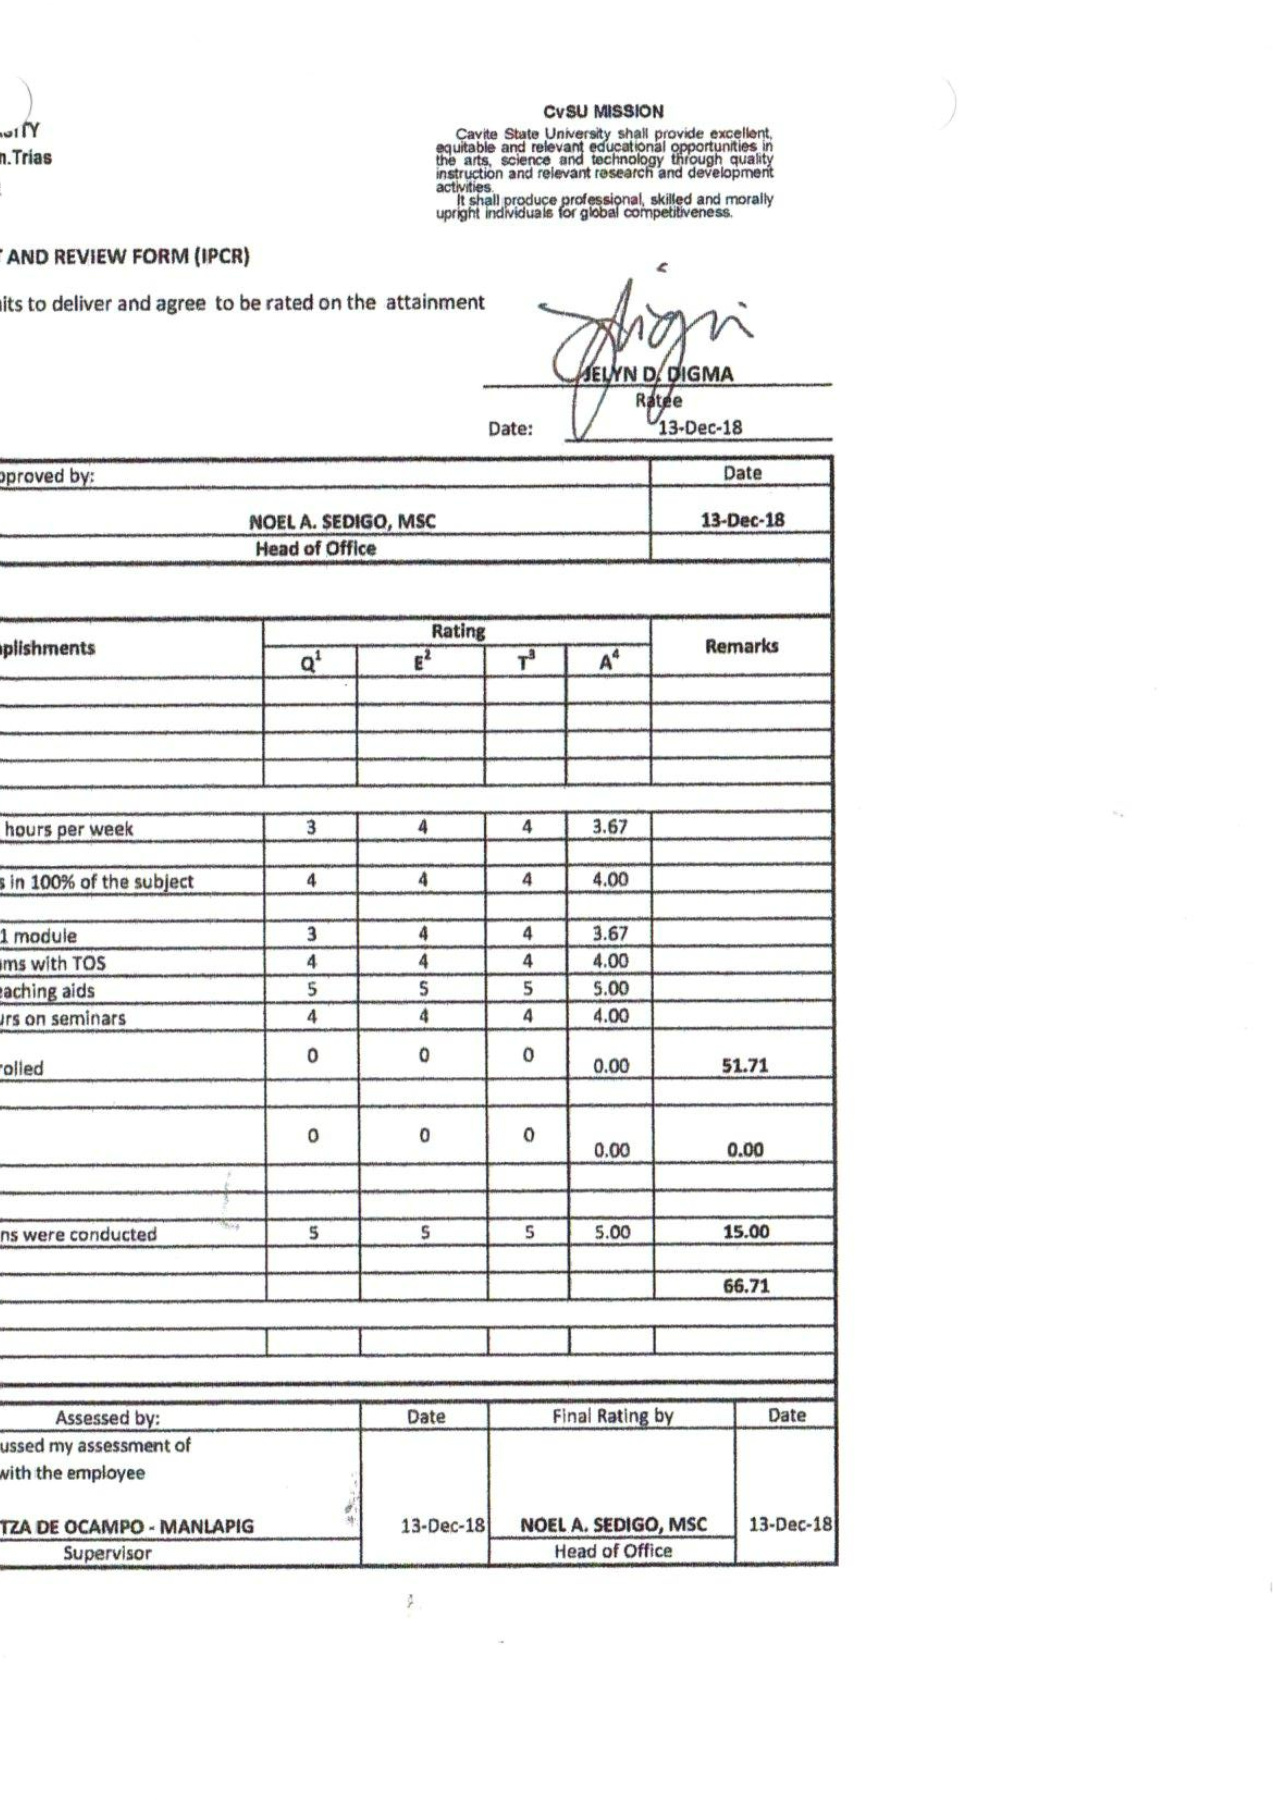 CvSU MISSION
Cavite State University shall provide excellent,
equitable and relevant educational opportunities in
the arts, science and technology through quality
instruction and relevant research and development
activities.
It shall produce professional, skilled and morally
upright individuals for global competitiveness.
n.Trias
T AND REVIEW FORM (IPCR)
its to deliver and agree to be rated on the attainment
JELYN D. DIGMA
Ratee
Date: 13-Dec-18
pproved by: Date
NOEL A. SEDIGO, MSC 13-Dec-18
Head of Office
plishments Rating Remarks
Q1 E2 T3 A4
hours per week 3 4 4 3.67
s in 100% of the subject 4 4 4 4.00
1 module 3 4 4 3.67
ms with TOS 4 4 4 4.00
eaching aids 5 5 5 5.00
urs on seminars 4 4 4 4.00
rolled 0 0 0 0.00 51.71
0 0 0 0.00 0.00
ns were conducted 5 5 5 5.00 15.00
66.71
Assessed by: Date Final Rating by Date
ussed my assessment of
with the employee
TZA DE OCAMPO - MANLAPIG 13-Dec-18 NOEL A. SEDIGO, MSC 13-Dec-18
Supervisor Head of Office